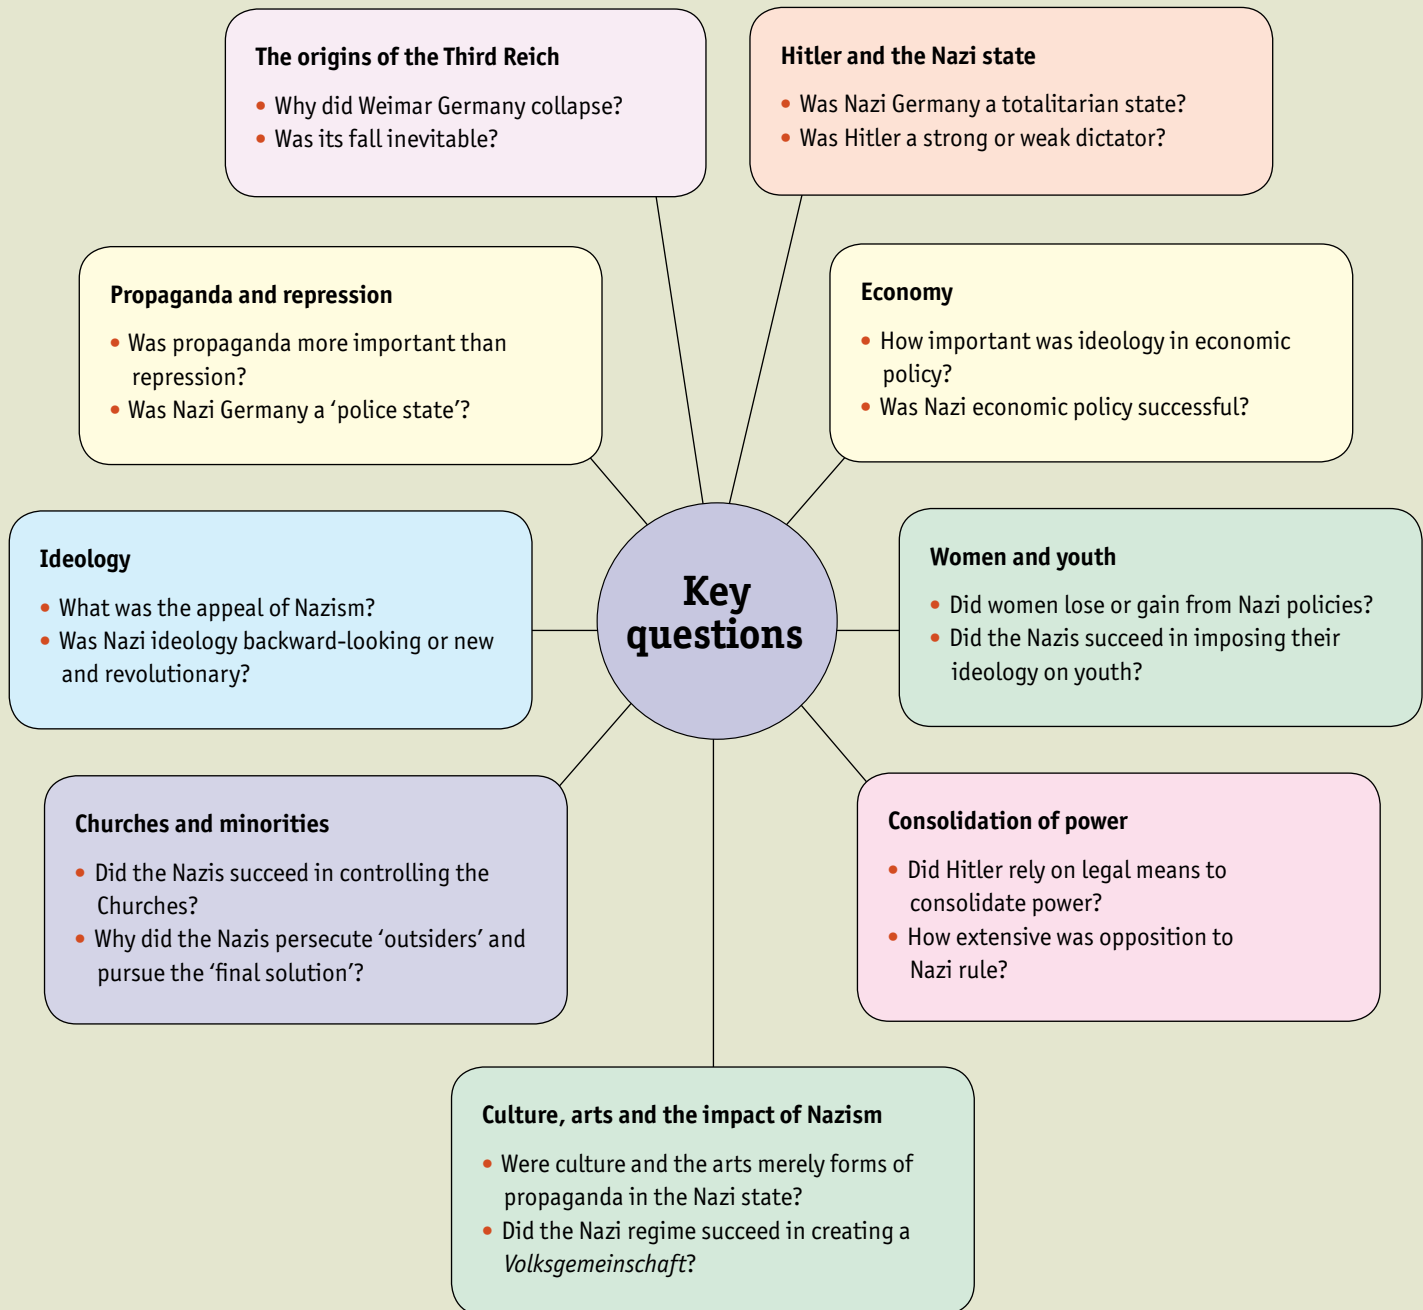 The origins of the Third Reich
• Why did Weimar Germany collapse?
• Was its fall inevitable?
Hitler and the Nazi state
• Was Nazi Germany a totalitarian state?
• Was Hitler a strong or weak dictator?
Propaganda and repression
• Was propaganda more important than
repression?
• Was Nazi Germany a ‘police state’?
Economy
• How important was ideology in economic
policy?
• Was Nazi economic policy successful?
Ideology
• What was the appeal of Nazism?
• Was Nazi ideology backward-looking or new
and revolutionary?
Key
questions
Women and youth
• Did women lose or gain from Nazi policies?
• Did the Nazis succeed in imposing their
ideology on youth?
Churches and minorities
• Did the Nazis succeed in controlling the
Churches?
• Why did the Nazis persecute ‘outsiders’ and
pursue the ‘final solution’?
Consolidation of power
• Did Hitler rely on legal means to
consolidate power?
• How extensive was opposition to
Nazi rule?
Culture, arts and the impact of Nazism
• Were culture and the arts merely forms of
propaganda in the Nazi state?
• Did the Nazi regime succeed in creating a
Volksgemeinschaft?